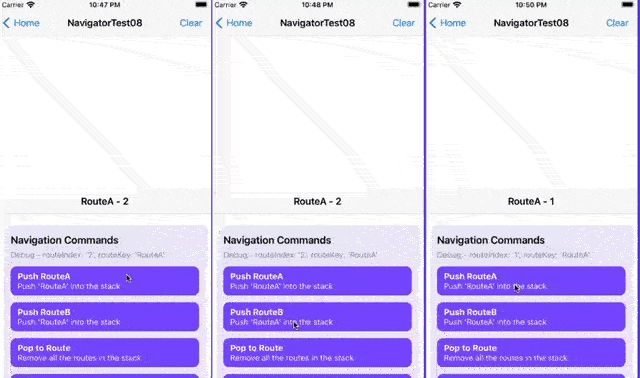 Carrier 10:47 PM
Home NavigatorTest08 Clear
RouteA - 2
Navigation Commands
Debug - routeIndex: '2', routeKey: 'RouteA'
Push RouteA
Push 'RouteA' into the stack
Push RouteB
Push 'RouteB' into the stack
Pop to Route
Remove all the routes in the stack
Carrier 10:48 PM
Home NavigatorTest08 Clear
RouteA - 2
Navigation Commands
Debug - routeIndex: '2', routeKey: 'RouteA'
Push RouteA
Push 'RouteA' into the stack
Push RouteB
Push 'RouteB' into the stack
Pop to Route
Remove all the routes in the stack
Carrier 10:50 PM
Home NavigatorTest08 Clear
RouteA - 1
Navigation Commands
Debug - routeIndex: '1', routeKey: 'RouteA'
Push RouteA
Push 'RouteA' into the stack
Push RouteB
Push 'RouteB' into the stack
Pop to Route
Remove all the routes in the stack